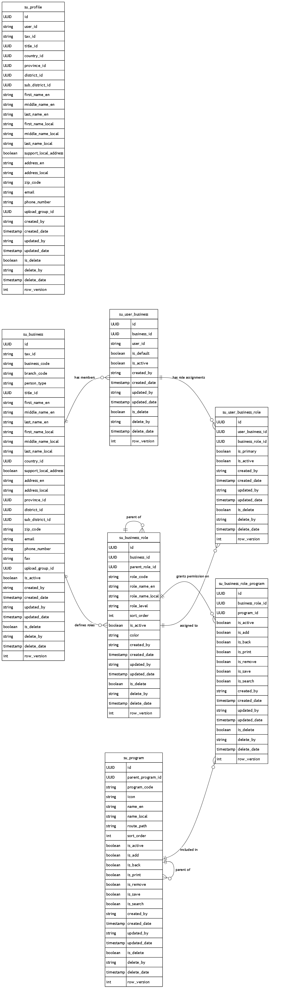 su_profile
UUID id
string user_id
string tax_id
UUID title_id
UUID country_id
UUID province_id
UUID district_id
UUID sub_district_id
string first_name_en
string middle_name_en
string last_name_en
string first_name_local
string middle_name_local
string last_name_local
boolean support_local_address
string address_en
string address_local
string zip_code
string email
string phone_number
UUID upload_group_id
string created_by
timestamp created_date
string updated_by
timestamp updated_date
boolean is_delete
string delete_by
timestamp delete_date
int row_version
su_business
UUID id
string tax_id
string business_code
string branch_code
string person_type
UUID title_id
string first_name_en
string middle_name_en
string last_name_en
string first_name_local
string middle_name_local
string last_name_local
UUID country_id
boolean support_local_address
string address_en
string address_local
UUID province_id
UUID district_id
UUID sub_district_id
string zip_code
string email
string phone_number
string fax
UUID upload_group_id
boolean is_active
string created_by
timestamp created_date
string updated_by
timestamp updated_date
boolean is_delete
string delete_by
timestamp delete_date
int row_version
has members
defines roles
su_user_business
UUID id
UUID business_id
string user_id
boolean is_default
boolean is_active
string created_by
timestamp created_date
string updated_by
timestamp updated_date
boolean is_delete
string delete_by
timestamp delete_date
int row_version
has role assignments
parent of
su_business_role
UUID id
UUID business_id
UUID parent_role_id
string role_code
string role_name_en
string role_name_local
string role_level
int sort_order
boolean is_active
string color
string created_by
timestamp created_date
string updated_by
timestamp updated_date
boolean is_delete
string delete_by
timestamp delete_date
int row_version
grants permission on
assigned to
su_user_business_role
UUID id
UUID user_business_id
UUID business_role_id
boolean is_primary
boolean is_active
string created_by
timestamp created_date
string updated_by
timestamp updated_date
boolean is_delete
string delete_by
timestamp delete_date
int row_version
su_business_role_program
UUID id
UUID business_role_id
UUID program_id
boolean is_active
boolean is_add
boolean is_back
boolean is_print
boolean is_remove
boolean is_save
boolean is_search
string created_by
timestamp created_date
string updated_by
timestamp updated_date
boolean is_delete
string delete_by
timestamp delete_date
int row_version
su_program
UUID id
UUID parent_program_id
string program_code
string icon
string name_en
string name_local
string route_path
int sort_order
boolean is_active
boolean is_add
boolean is_back
boolean is_print
boolean is_remove
boolean is_save
boolean is_search
string created_by
timestamp created_date
string updated_by
timestamp updated_date
boolean is_delete
string delete_by
timestamp delete_date
int row_version
included in
parent of